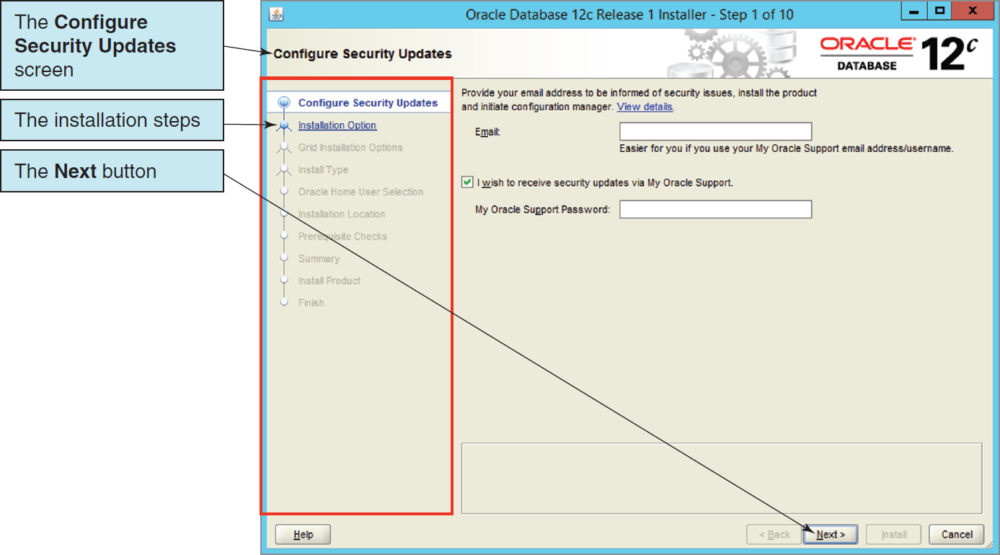 The Configure
Security Updates
screen
The installation steps
The Next button
Oracle Database 12c Release 1 Installer - Step 1 of 10
Configure Security Updates
ORACLE
DATABASE
12c
Configure Security Updates
Installation Option
Grid Installation Options
Install Type
Oracle Home User Selection
Installation Location
Prerequisite Checks
Summary
Install Product
Finish
Provide your email address to be informed of security issues, install the product
and initiate configuration manager. View details.
Email:
Easier for you if you use your My Oracle Support email address/username.
I wish to receive security updates via My Oracle Support.
My Oracle Support Password:
Help
< Back
Next >
Install
Cancel